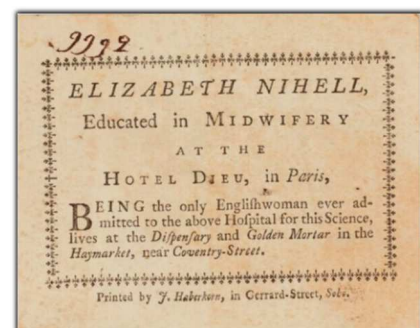 9992
ELIZABETH NIHELL,
Educated in MIDWIFERY
AT THE
HOTEL DIEU, in Paris,
BEING the only Engliſhwoman ever ad-
mitted to the above Hoſpital for this Science,
lives at the Diſpenſary and Golden Mortar in the
Haymarket, near Coventry-Street.
Printed by J. Haberkorn, in Gerrard-Street, Soho.